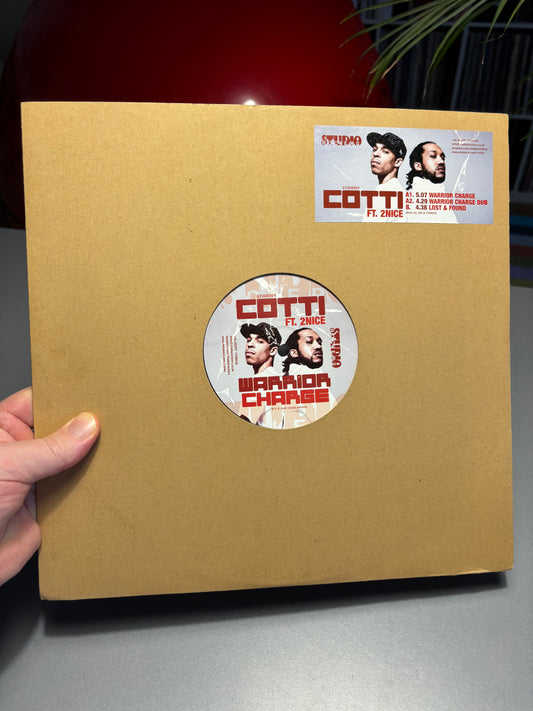 STUDIO
STUDR004
COTTI
FT. 2NICE
A1. 5.07 WARRIOR CHARGE
A2. 4.29 WARRIOR CHARGE DUB
B. 4.38 LOST & FOUND
COTTI
FT. 2NICE
STUDIO
WARRIOR
CHARGE